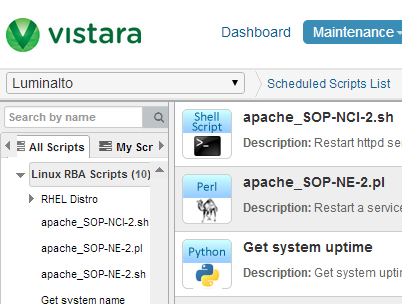 vistara
Dashboard
Maintenance
Luminalto
Scheduled Scripts List
Search by name
All Scripts
My Scr
Linux RBA Scripts (10)
RHEL Distro
apache_SOP-NCI-2.sh
apache_SOP-NE-2.pl
apache_SOP-NE-2.sh
Get system name
Shell
Script
apache_SOP-NCI-2.sh
Description: Restart httpd se
Perl
apache_SOP-NE-2.pl
Description: Restart a service
Python
Get system uptime
Description: Get system uptim